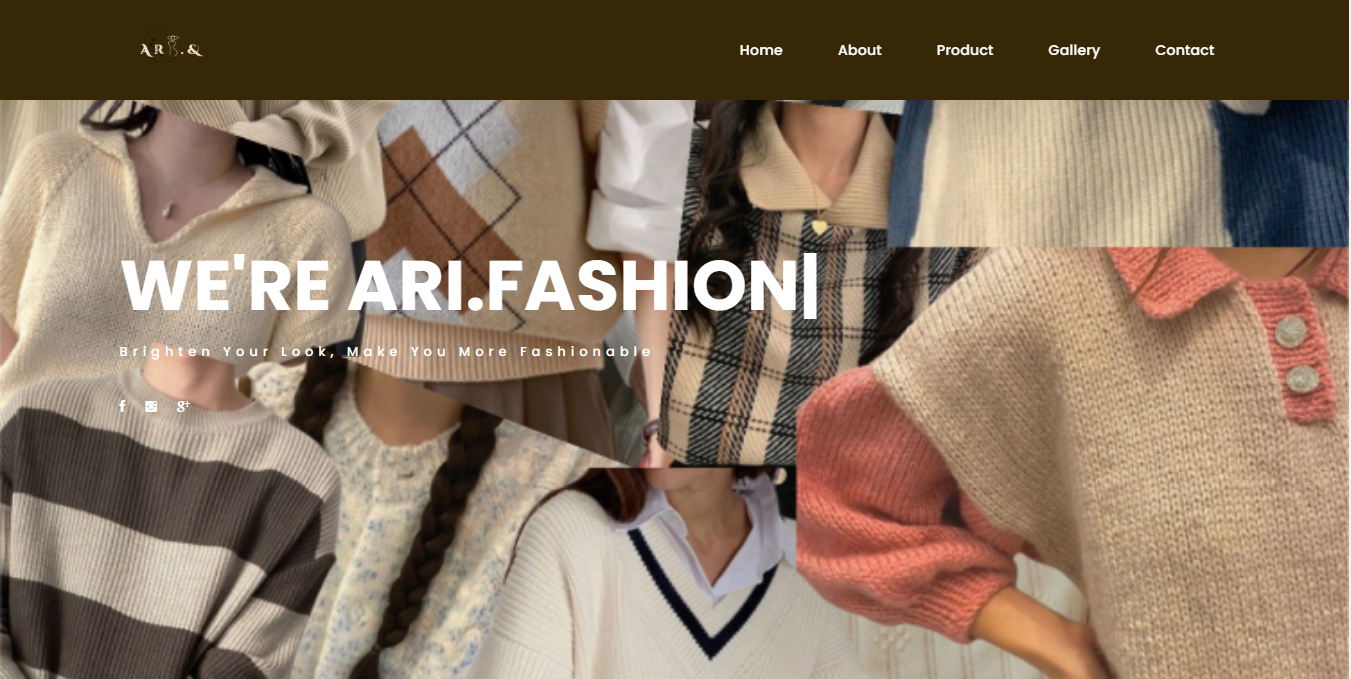 ARI.&
Home About Product Gallery Contact
WE'RE ARI.FASHION|
Brighten Your Look, Make You More Fashionable